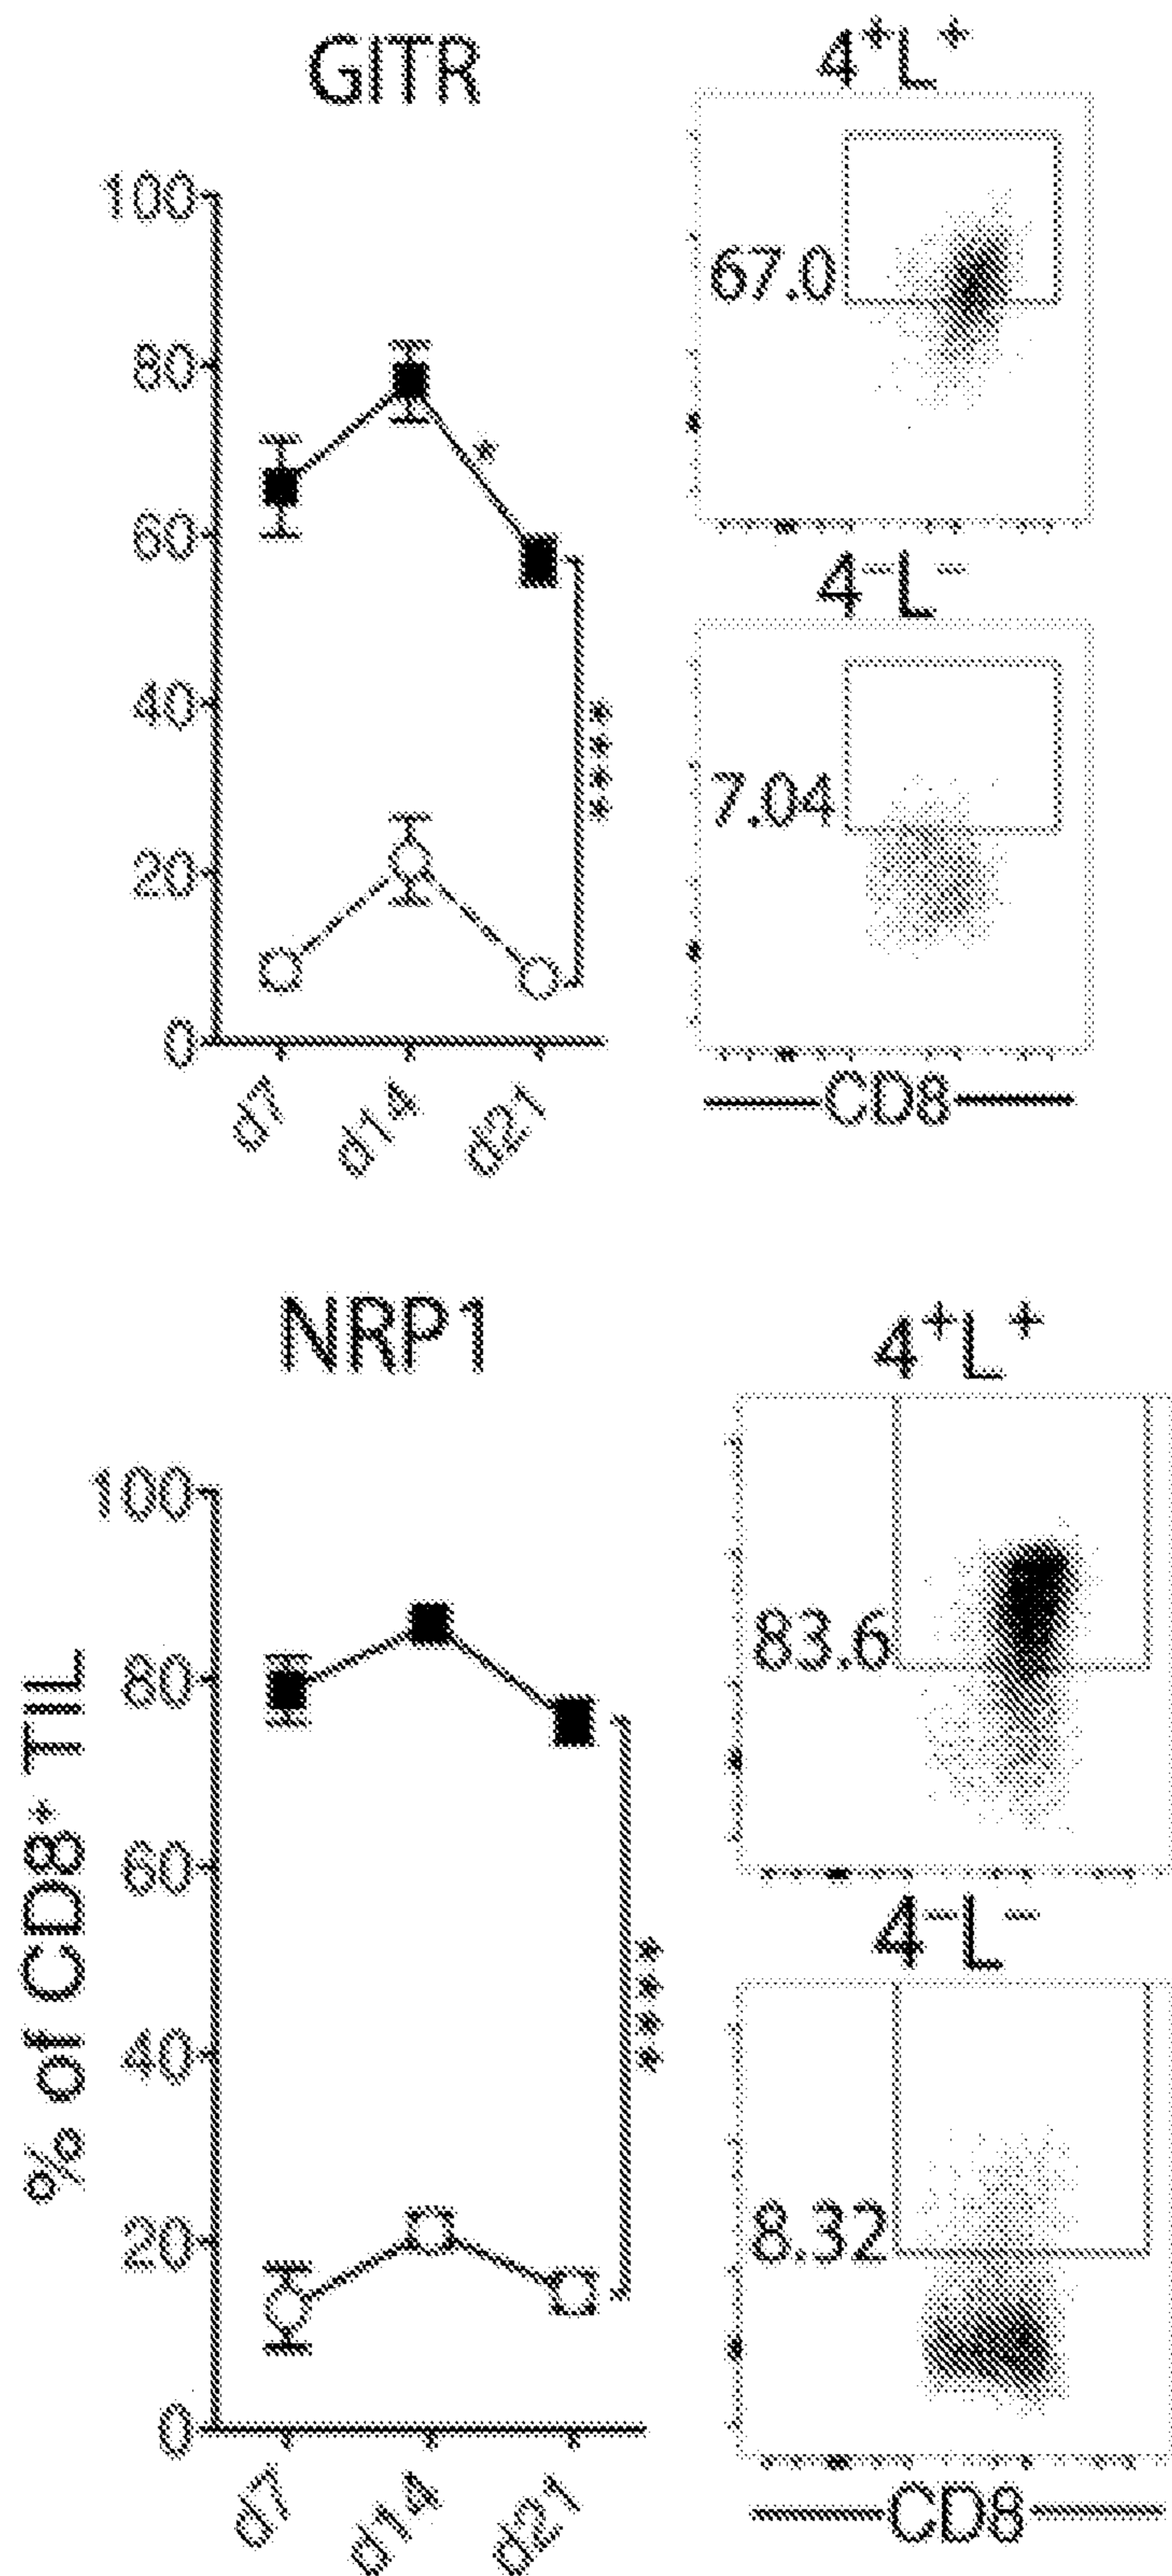 GITR
4⁺L⁺
100
80
60
40
20
0
*
****
d7
d14
d21
67.0
4⁻L⁻
7.04
CD8
NRP1
4⁺L⁺
% of CD8⁺ TIL
100
80
60
40
20
0
****
d7
d14
d21
83.6
4⁻L⁻
8.32
CD8